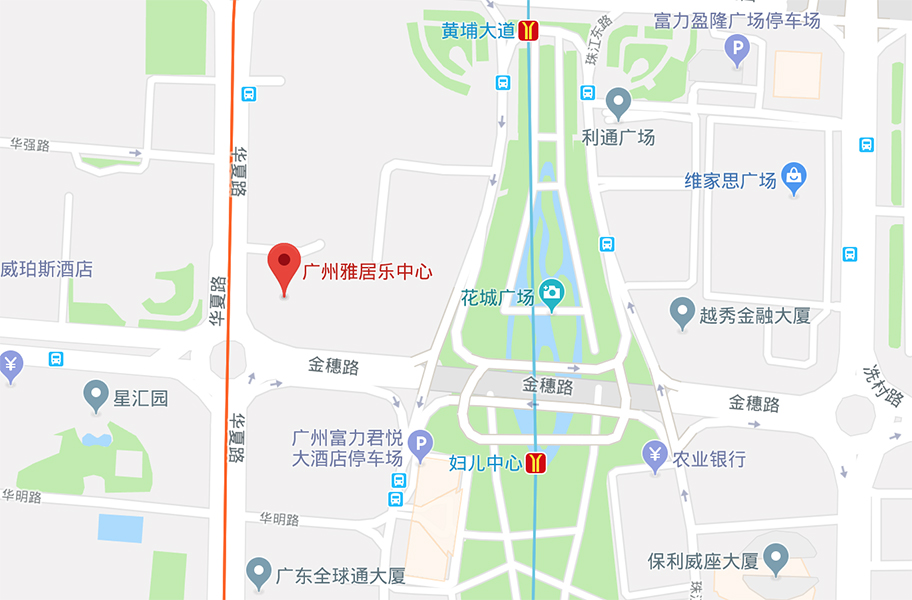 黄埔大道
珠江东路
富力盈隆广场停车场
P
利通广场
华强路
华夏路
维家思广场
威珀斯酒店
广州雅居乐中心
花城广场
华夏路
越秀金融大厦
金穗路
金穗路
金穗路
冼村路
¥
星汇园
华夏路
广州富力君悦
大酒店停车场
P
妇儿中心
¥
农业银行
华明路
华明路
广东全球通大厦
保利威座大厦
珠江